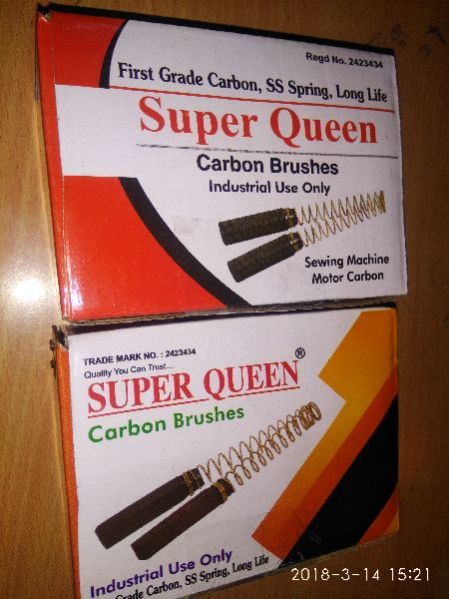 Regd No. 2423434
First Grade Carbon, SS Spring, Long Life
Super Queen
Carbon Brushes
Industrial Use Only
Sewing Machine
Motor Carbon
TRADE MARK NO. : 2423434
Quality You Can Trust...
SUPER QUEEN®
Carbon Brushes
Industrial Use Only
Grade Carbon, SS Spring, Long Life
2018-3-14 15:21